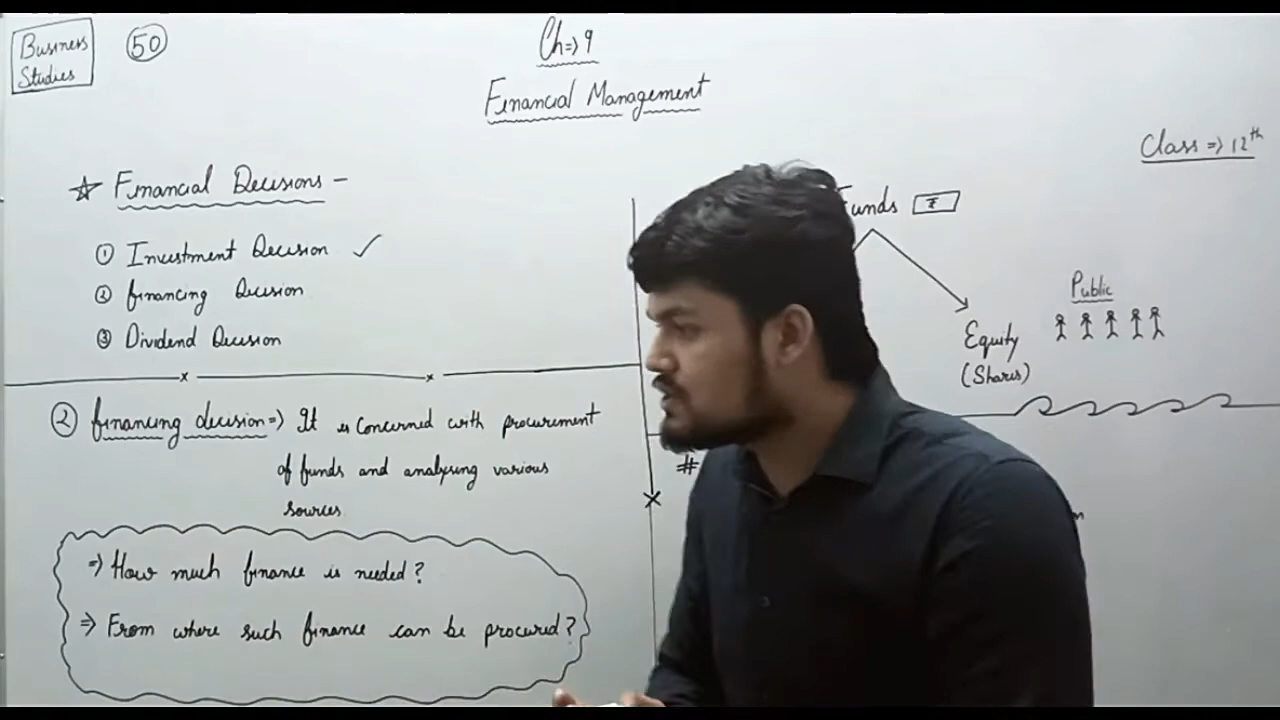 Business
Studies
50
Ch=>9
Financial Management
Class => 12th
☆ Financial Decisions -
① Investment Decision ✓
② financing Decision
③ Dividend Decision
② financing decision=> It is concerned with procurement
of funds and analysing various
sources.
=> How much finance is needed?
=> From where such finance can be procured?
Funds ₹
Public
Equity
(Shares)
#